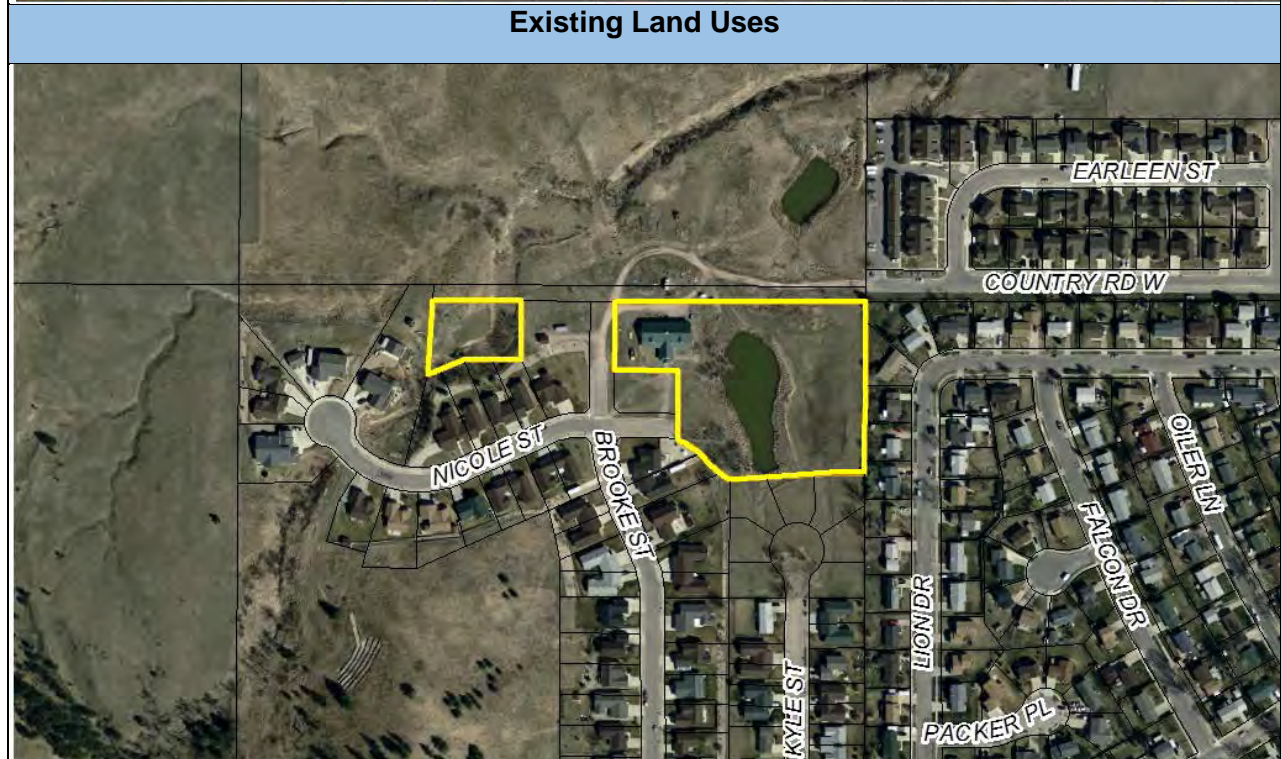 Existing Land Uses
EARLEEN ST
COUNTRY RD W
NICOLE ST
BROOKE ST
OILER LN
FALCON DR
LION DR
KYLE ST
PACKER PL